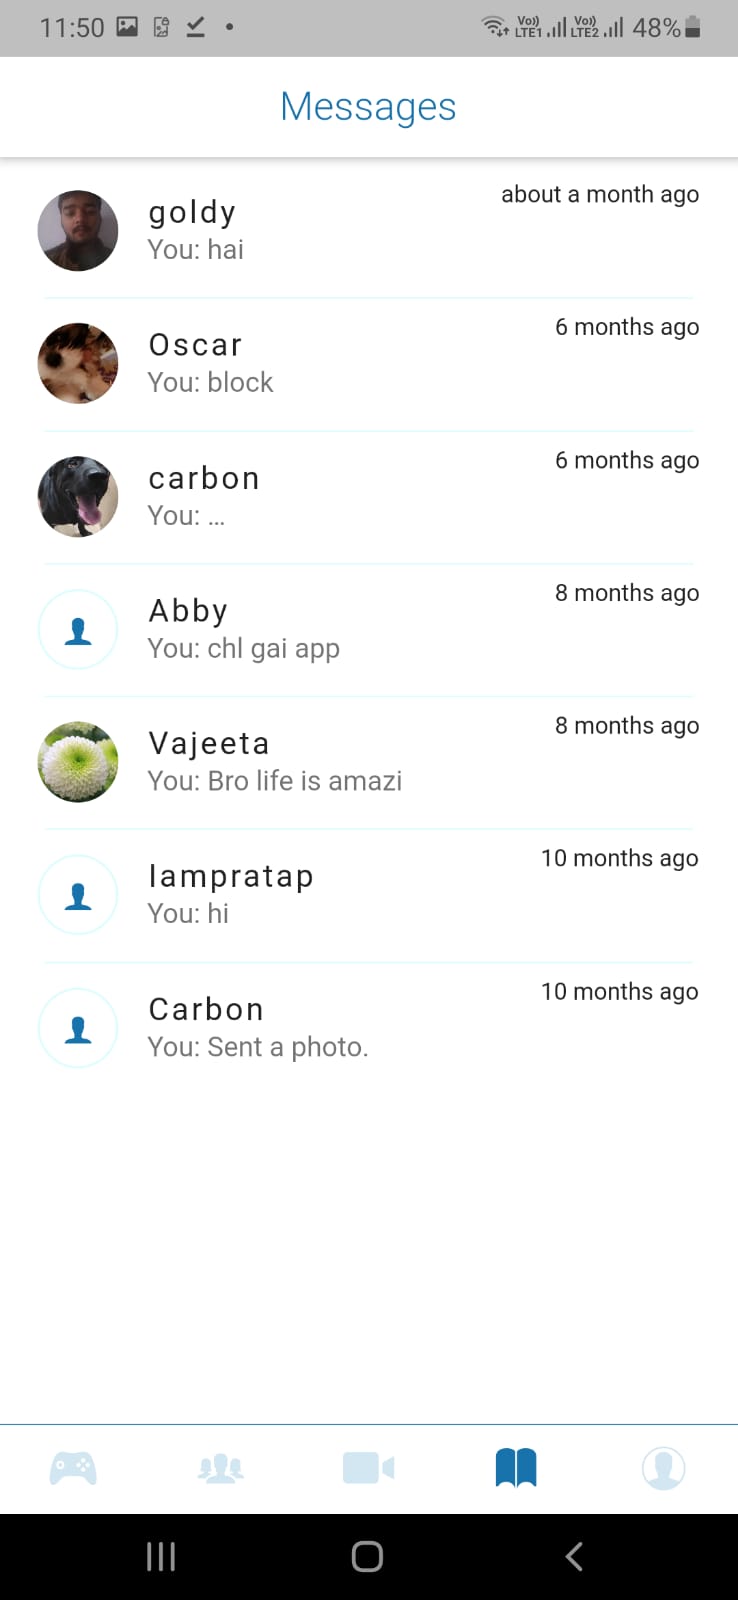 11:50
Vo)) LTE1 Vo)) LTE2 48%
Messages
goldy
about a month ago
You: hai
Oscar
6 months ago
You: block
carbon
6 months ago
You: ...
Abby
8 months ago
You: chl gai app
Vajeeta
8 months ago
You: Bro life is amazi
Iampratap
10 months ago
You: hi
Carbon
10 months ago
You: Sent a photo.